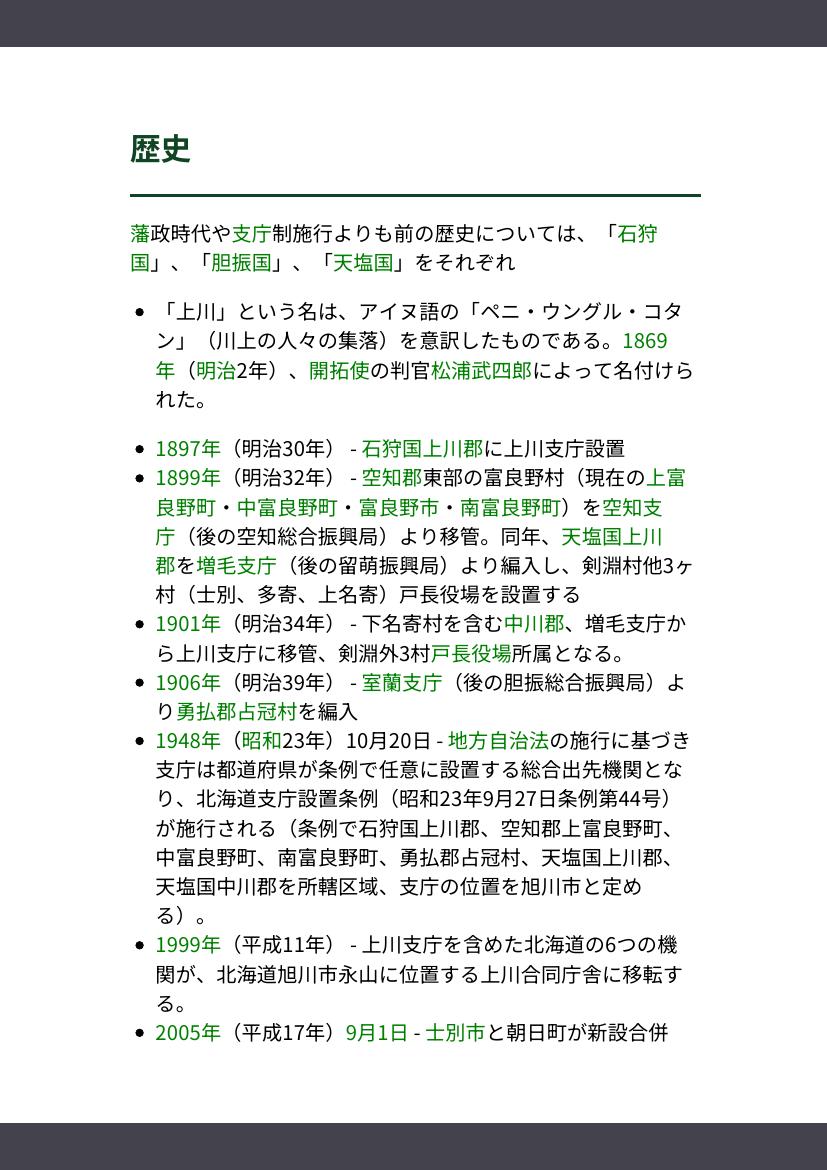 歴史
藩政時代や支庁制施行よりも前の歴史については、「石狩
国」、「胆振国」、「天塩国」をそれぞれ
• 「上川」という名は、アイヌ語の「ペニ・ウングル・コタ
ン」（川上の人々の集落）を意訳したものである。1869
年（明治2年）、開拓使の判官松浦武四郎によって名付けら
れた。
• 1897年（明治30年） - 石狩国上川郡に上川支庁設置
• 1899年（明治32年） - 空知郡東部の富良野村（現在の上富
良野町・中富良野町・富良野市・南富良野町）を空知支
庁（後の空知総合振興局）より移管。同年、天塩国上川
郡を増毛支庁（後の留萌振興局）より編入し、剣淵村他3ヶ
村（士別、多寄、上名寄）戸長役場を設置する
• 1901年（明治34年） - 下名寄村を含む中川郡、増毛支庁か
ら上川支庁に移管、剣淵外3村戸長役場所属となる。
• 1906年（明治39年） - 室蘭支庁（後の胆振総合振興局）よ
り勇払郡占冠村を編入
• 1948年（昭和23年）10月20日 - 地方自治法の施行に基づき
支庁は都道府県が条例で任意に設置する総合出先機関とな
り、北海道支庁設置条例（昭和23年9月27日条例第44号）
が施行される（条例で石狩国上川郡、空知郡上富良野町、
中富良野町、南富良野町、勇払郡占冠村、天塩国上川郡、
天塩国中川郡を所轄区域、支庁の位置を旭川市と定め
る）。
• 1999年（平成11年） - 上川支庁を含めた北海道の6つの機
関が、北海道旭川市永山に位置する上川合同庁舎に移転す
る。
• 2005年（平成17年）9月1日 - 士別市と朝日町が新設合併